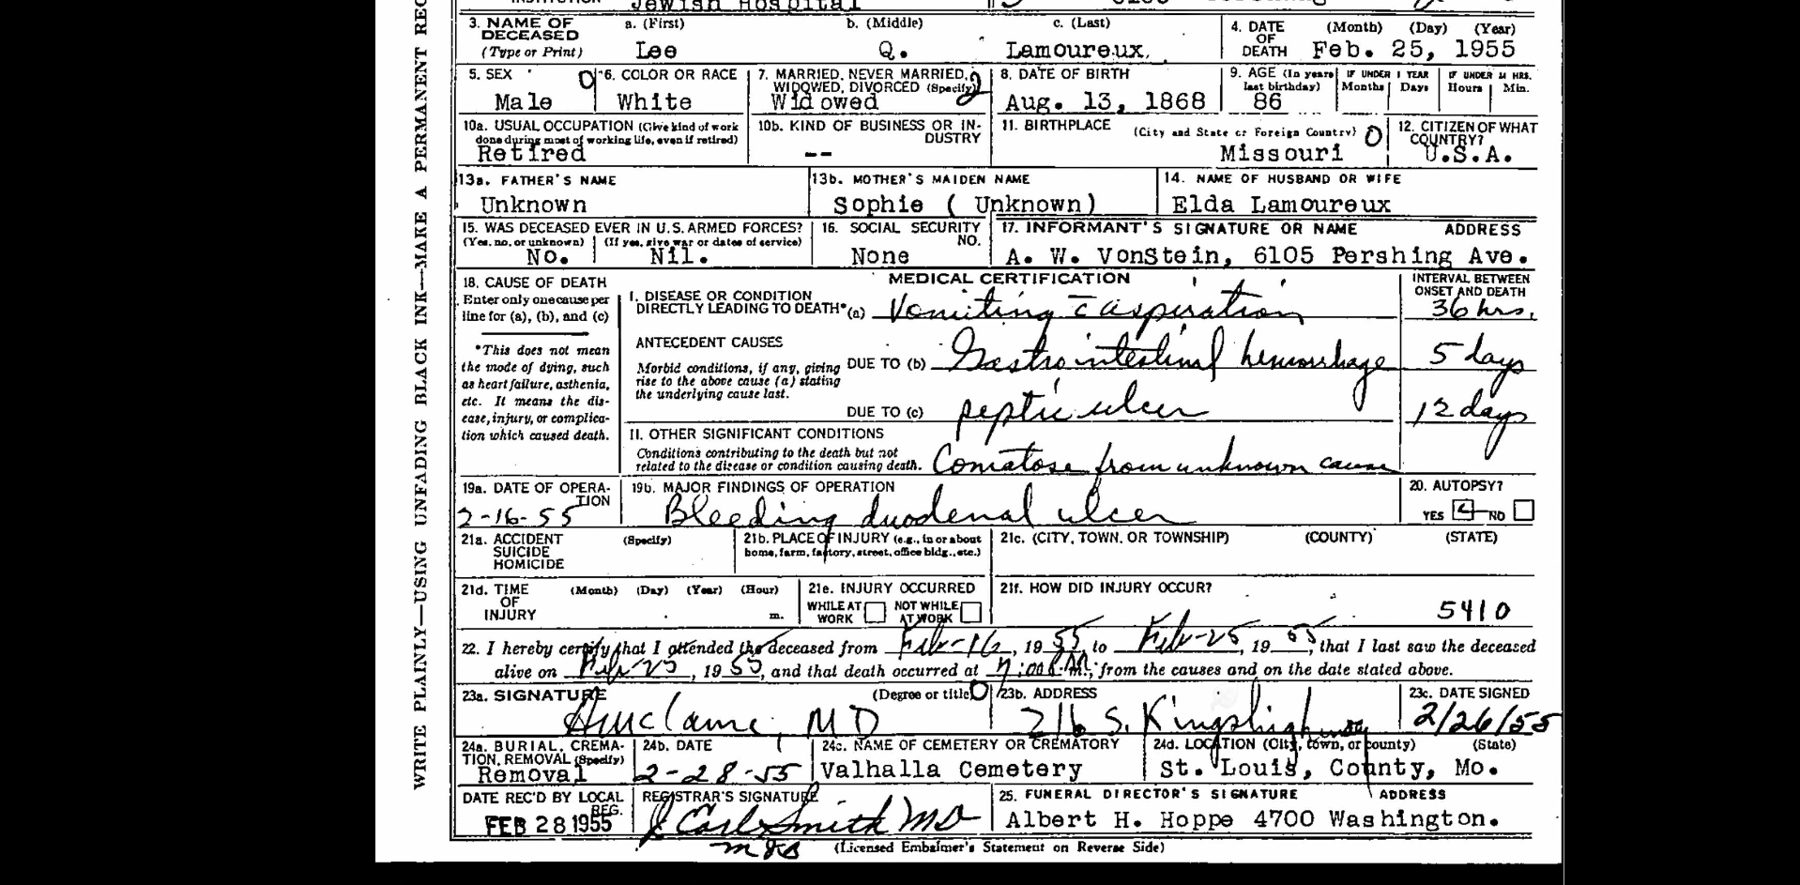 Jewish Hospital
3. NAME OF DECEASED (Type or Print) a. (First) b. (Middle) c. (Last) 4. DATE OF DEATH (Month) (Day) (Year)
Lee Q. Lamoureux. Feb. 25, 1955
5. SEX 6. COLOR OR RACE 7. MARRIED, NEVER MARRIED, WIDOWED, DIVORCED (Specify) 8. DATE OF BIRTH 9. AGE (In years last birthday) IF UNDER 1 YEAR Months Days IF UNDER 24 HRS. Hours Min.
Male 0 White Widowed 2 Aug. 13, 1868 86
10a. USUAL OCCUPATION (Give kind of work done during most of working life, even if retired) 10b. KIND OF BUSINESS OR INDUSTRY 11. BIRTHPLACE (City and State or Foreign Country) 0 12. CITIZEN OF WHAT COUNTRY?
Retired -- Missouri U.S.A.
13a. FATHER'S NAME 13b. MOTHER'S MAIDEN NAME 14. NAME OF HUSBAND OR WIFE
Unknown Sophie ( Unknown) Elda Lamoureux
15. WAS DECEASED EVER IN U.S. ARMED FORCES? 16. SOCIAL SECURITY NO. 17. INFORMANT'S SIGNATURE OR NAME ADDRESS
(Yes, no, or unknown) (If yes, give war or dates of service)
No. Nil. None A. W. VonStein, 6105 Pershing Ave.
18. CAUSE OF DEATH MEDICAL CERTIFICATION INTERVAL BETWEEN ONSET AND DEATH
Enter only one cause per line for (a), (b), and (c)
I. DISEASE OR CONDITION DIRECTLY LEADING TO DEATH* (a) Vomiting c̄ aspiration 36 hrs.
*This does not mean the mode of dying, such as heart failure, asthenia, etc. It means the disease, injury, or complication which caused death.
ANTECEDENT CAUSES
Morbid conditions, if any, giving rise to the above cause (a) stating the underlying cause last.
DUE TO (b) Gastrointestinal hemorrhage 5 days
DUE TO (c) peptic ulcer 12 days
II. OTHER SIGNIFICANT CONDITIONS
Conditions contributing to the death but not related to the disease or condition causing death. Comatose from unknown cause
19a. DATE OF OPERATION 19b. MAJOR FINDINGS OF OPERATION 20. AUTOPSY?
2-16-55 Bleeding duodenal ulcer YES NO
21a. ACCIDENT SUICIDE HOMICIDE (Specify) 21b. PLACE OF INJURY (e.g., in or about home, farm, factory, street, office bldg., etc.) 21c. (CITY, TOWN, OR TOWNSHIP) (COUNTY) (STATE)
21d. TIME OF INJURY (Month) (Day) (Year) (Hour) m. 21e. INJURY OCCURRED WHILE AT WORK NOT WHILE AT WORK 21f. HOW DID INJURY OCCUR?
5410
22. I hereby certify that I attended the deceased from Feb-16, 1955, to Feb-25, 1955, that I last saw the deceased
alive on Feb 25, 1955, and that death occurred at m., from the causes and on the date stated above.
23a. SIGNATURE (Degree or title) 0 23b. ADDRESS 23c. DATE SIGNED
MD 216 S. Kingshighway 2/26/55
24a. BURIAL, CREMATION, REMOVAL (Specify) 24b. DATE 24c. NAME OF CEMETERY OR CREMATORY 24d. LOCATION (City, town, or county) (State)
Removal 2-28-55 Valhalla Cemetery St. Louis, County, Mo.
DATE REC'D BY LOCAL REG. REGISTRAR'S SIGNATURE 25. FUNERAL DIRECTOR'S SIGNATURE ADDRESS
FEB 28 1955 J. Carl Smith MD Albert H. Hoppe 4700 Washington.
(Licensed Embalmer's Statement on Reverse Side)
WRITE PLAINLY—USING UNFADING BLACK INK—MAKE A PERMANENT REC